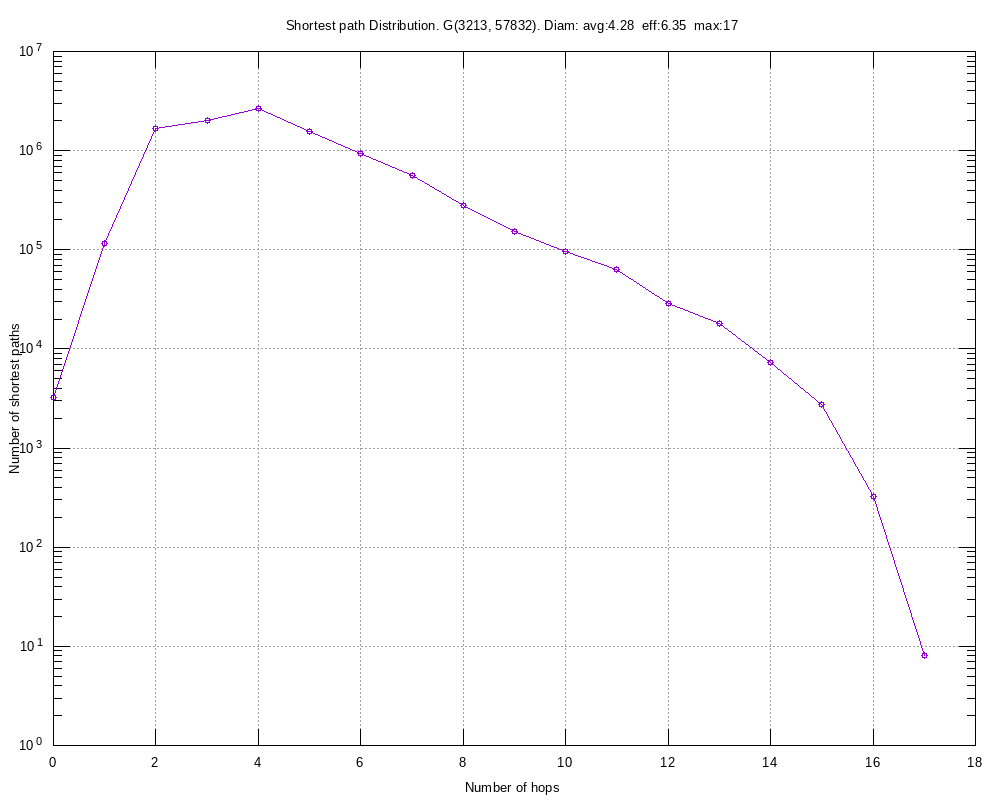 Shortest path Distribution. G(3213, 57832). Diam: avg:4.28  eff:6.35  max:17
10^7
10^6
10^5
10^4
10^3
10^2
10^1
10^0
Number of shortest paths
0 2 4 6 8 10 12 14 16 18
Number of hops